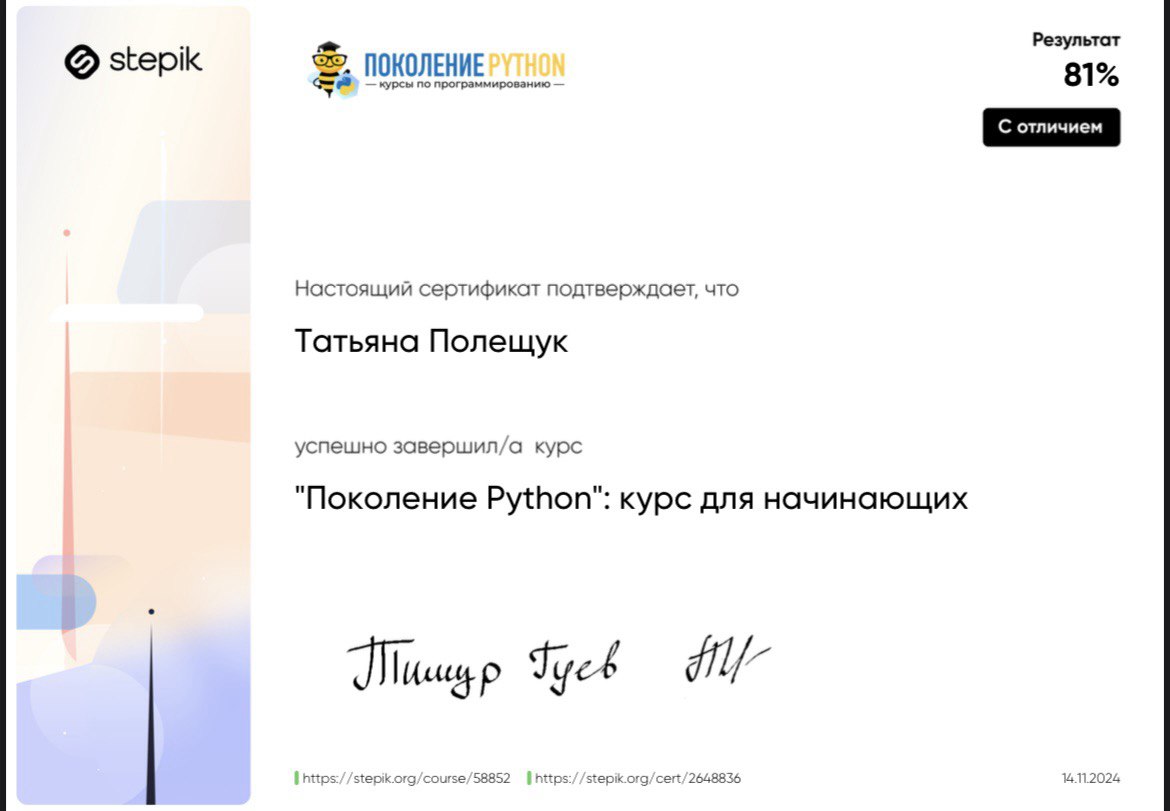 stepik
ПОКОЛЕНИЕ PYTHON
— курсы по программированию —
Результат
81%
С отличием
Настоящий сертификат подтверждает, что
Татьяна Полещук
успешно завершил/а курс
"Поколение Python": курс для начинающих
Тимур Гуев
https://stepik.org/course/58852 https://stepik.org/cert/2648836
14.11.2024